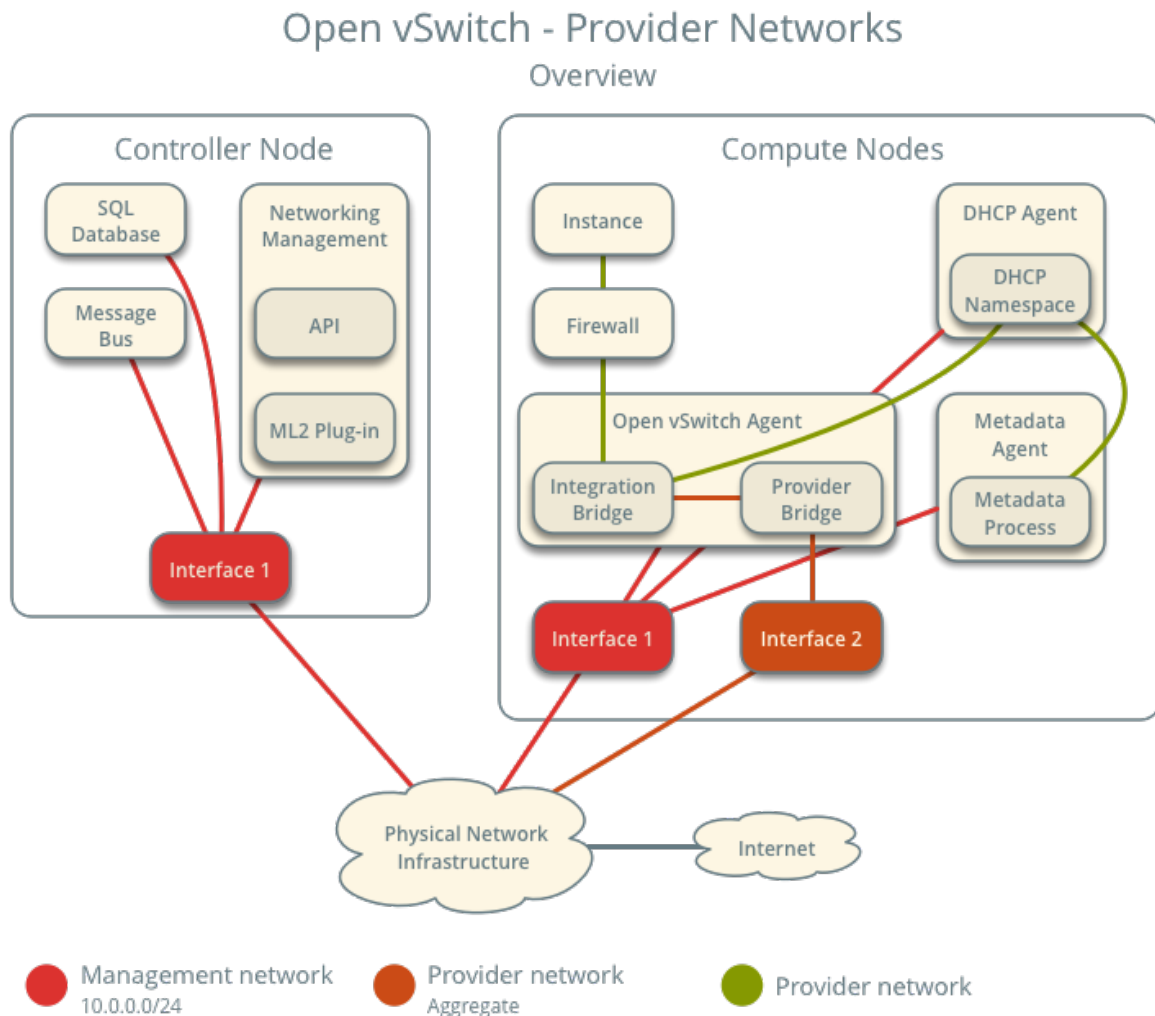 Open vSwitch - Provider Networks
Overview
Controller Node
SQL
Database
Networking
Management
Message
Bus
API
ML2 Plug-in
Interface 1
Compute Nodes
Instance
DHCP Agent
DHCP
Namespace
Firewall
Open vSwitch Agent
Metadata
Agent
Integration
Bridge
Provider
Bridge
Metadata
Process
Interface 1
Interface 2
Physical Network
Infrastructure
Internet
Management network
10.0.0.0/24
Provider network
Aggregate
Provider network